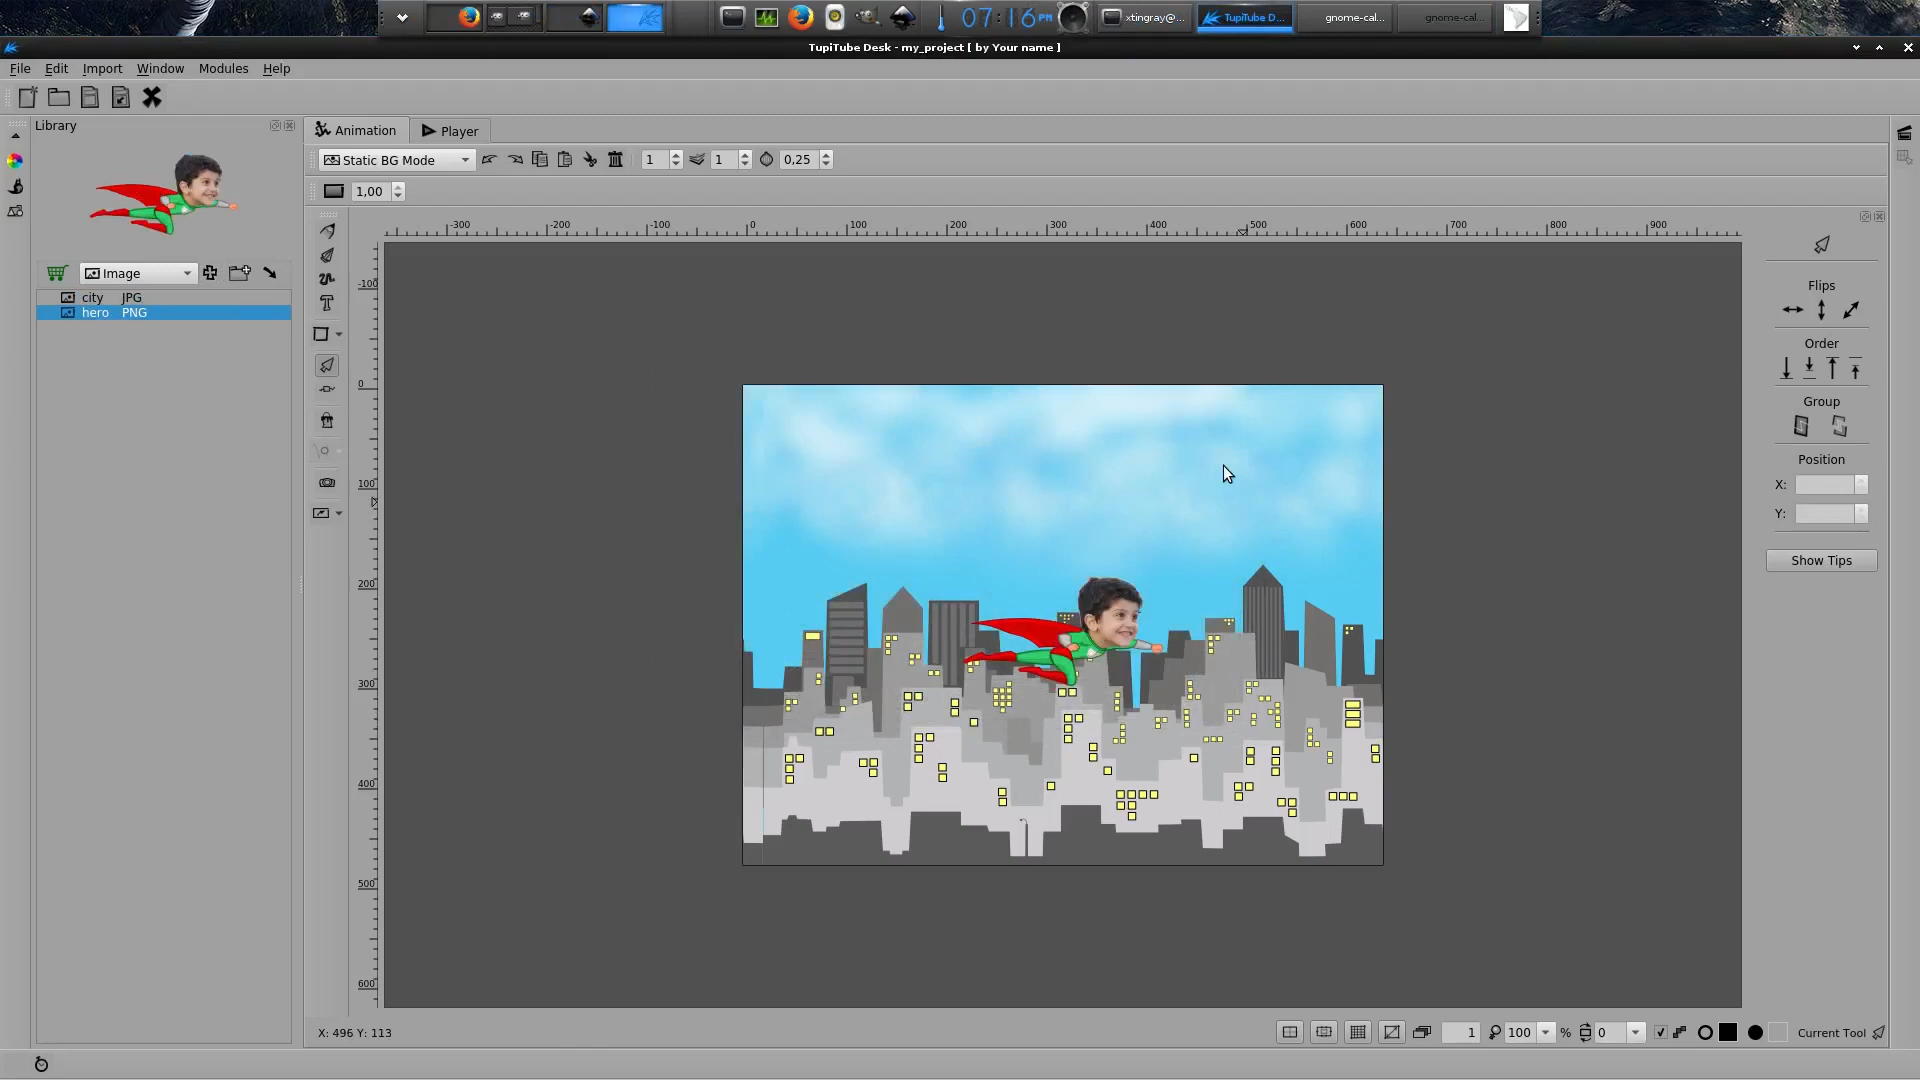 07:16 PM
xtingray@...
TupiTube D...
gnome-cal...
gnome-cal...
TupiTube Desk - my_project [ by Your name ]
File Edit Import Window Modules Help
Library
Animation
Player
Static BG Mode
1
1
0,25
1,00
-300 -200 -100 0 100 200 300 400 500 600 700 800 900
Image
city JPG
hero PNG
-100
0
100
200
300
400
500
600
Flips
Order
Group
Position
X:
Y:
Show Tips
X: 496 Y: 113
1
100
%
0
Current Tool